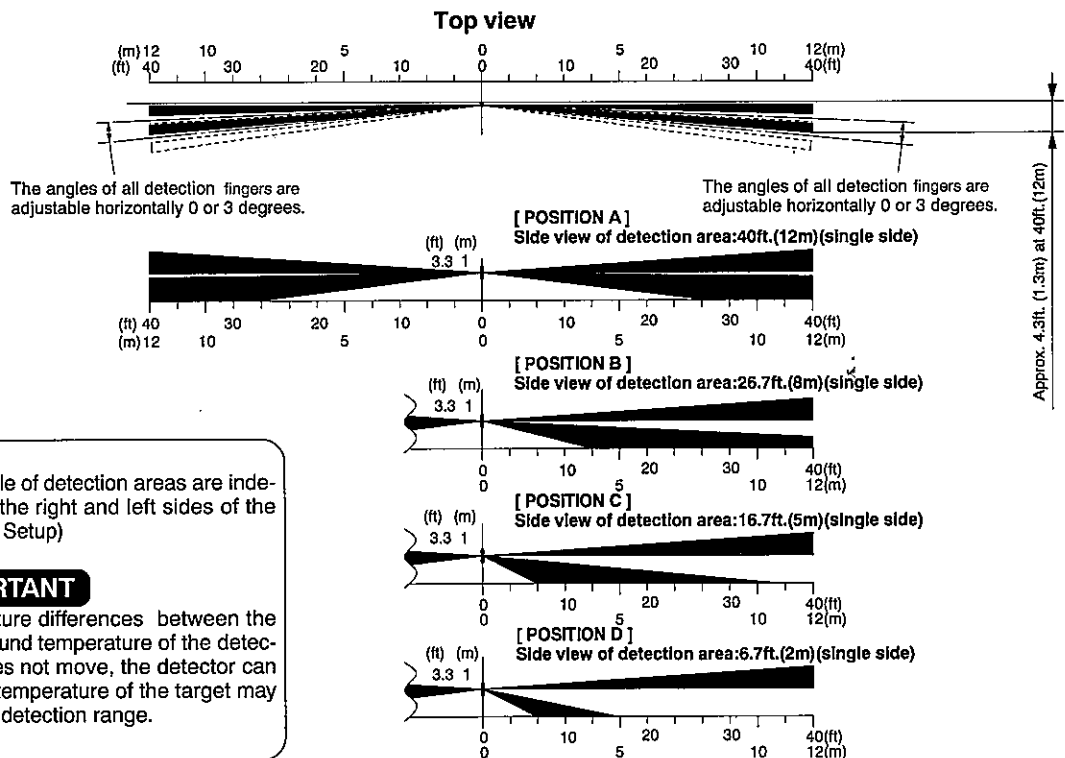 Top view
(m) 12 10 5 0 5 10 12(m)
(ft) 40 30 20 10 0 10 20 30 40(ft)
The angles of all detection fingers are
adjustable horizontally 0 or 3 degrees.
The angles of all detection fingers are
adjustable horizontally 0 or 3 degrees.
Approx. 4.3ft. (1.3m) at 40ft.(12m)
[ POSITION A ]
Side view of detection area:40ft.(12m)(single side)
(ft) (m)
3.3 1
(ft) 40 30 20 10 0 10 20 30 40(ft)
(m) 12 10 5 0 5 10 12(m)
[ POSITION B ]
Side view of detection area:26.7ft.(8m)(single side)
(ft) (m)
3.3 1
0 10 20 30 40(ft)
0 5 10 12(m)
[ POSITION C ]
Side view of detection area:16.7ft.(5m)(single side)
(ft) (m)
3.3 1
0 10 20 30 40(ft)
0 5 10 12(m)
[ POSITION D ]
Side view of detection area:6.7ft.(2m)(single side)
(ft) (m)
3.3 1
0 10 20 30 40(ft)
0 5 10 12(m)
le of detection areas are inde-
the right and left sides of the
Setup)
RTANT
ture differences between the
und temperature of the detec-
es not move, the detector can
temperature of the target may
detection range.